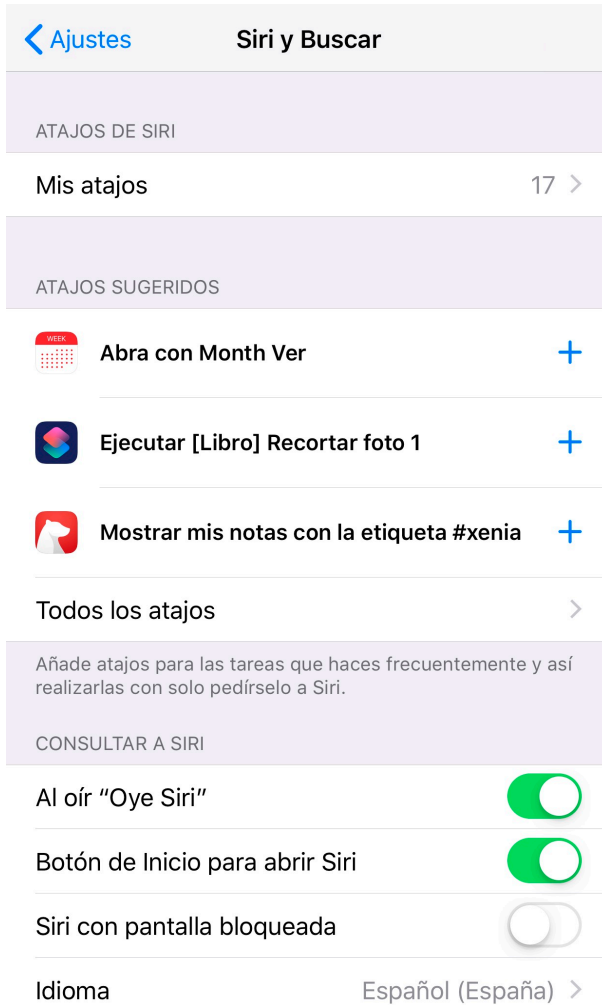 Ajustes Siri y Buscar
ATAJOS DE SIRI
Mis atajos 17
ATAJOS SUGERIDOS
WEEK
Abra con Month Ver
Ejecutar [Libro] Recortar foto 1
Mostrar mis notas con la etiqueta #xenia
Todos los atajos
Añade atajos para las tareas que haces frecuentemente y así
realizarlas con solo pedírselo a Siri.
CONSULTAR A SIRI
Al oír “Oye Siri”
Botón de Inicio para abrir Siri
Siri con pantalla bloqueada
Idioma Español (España)